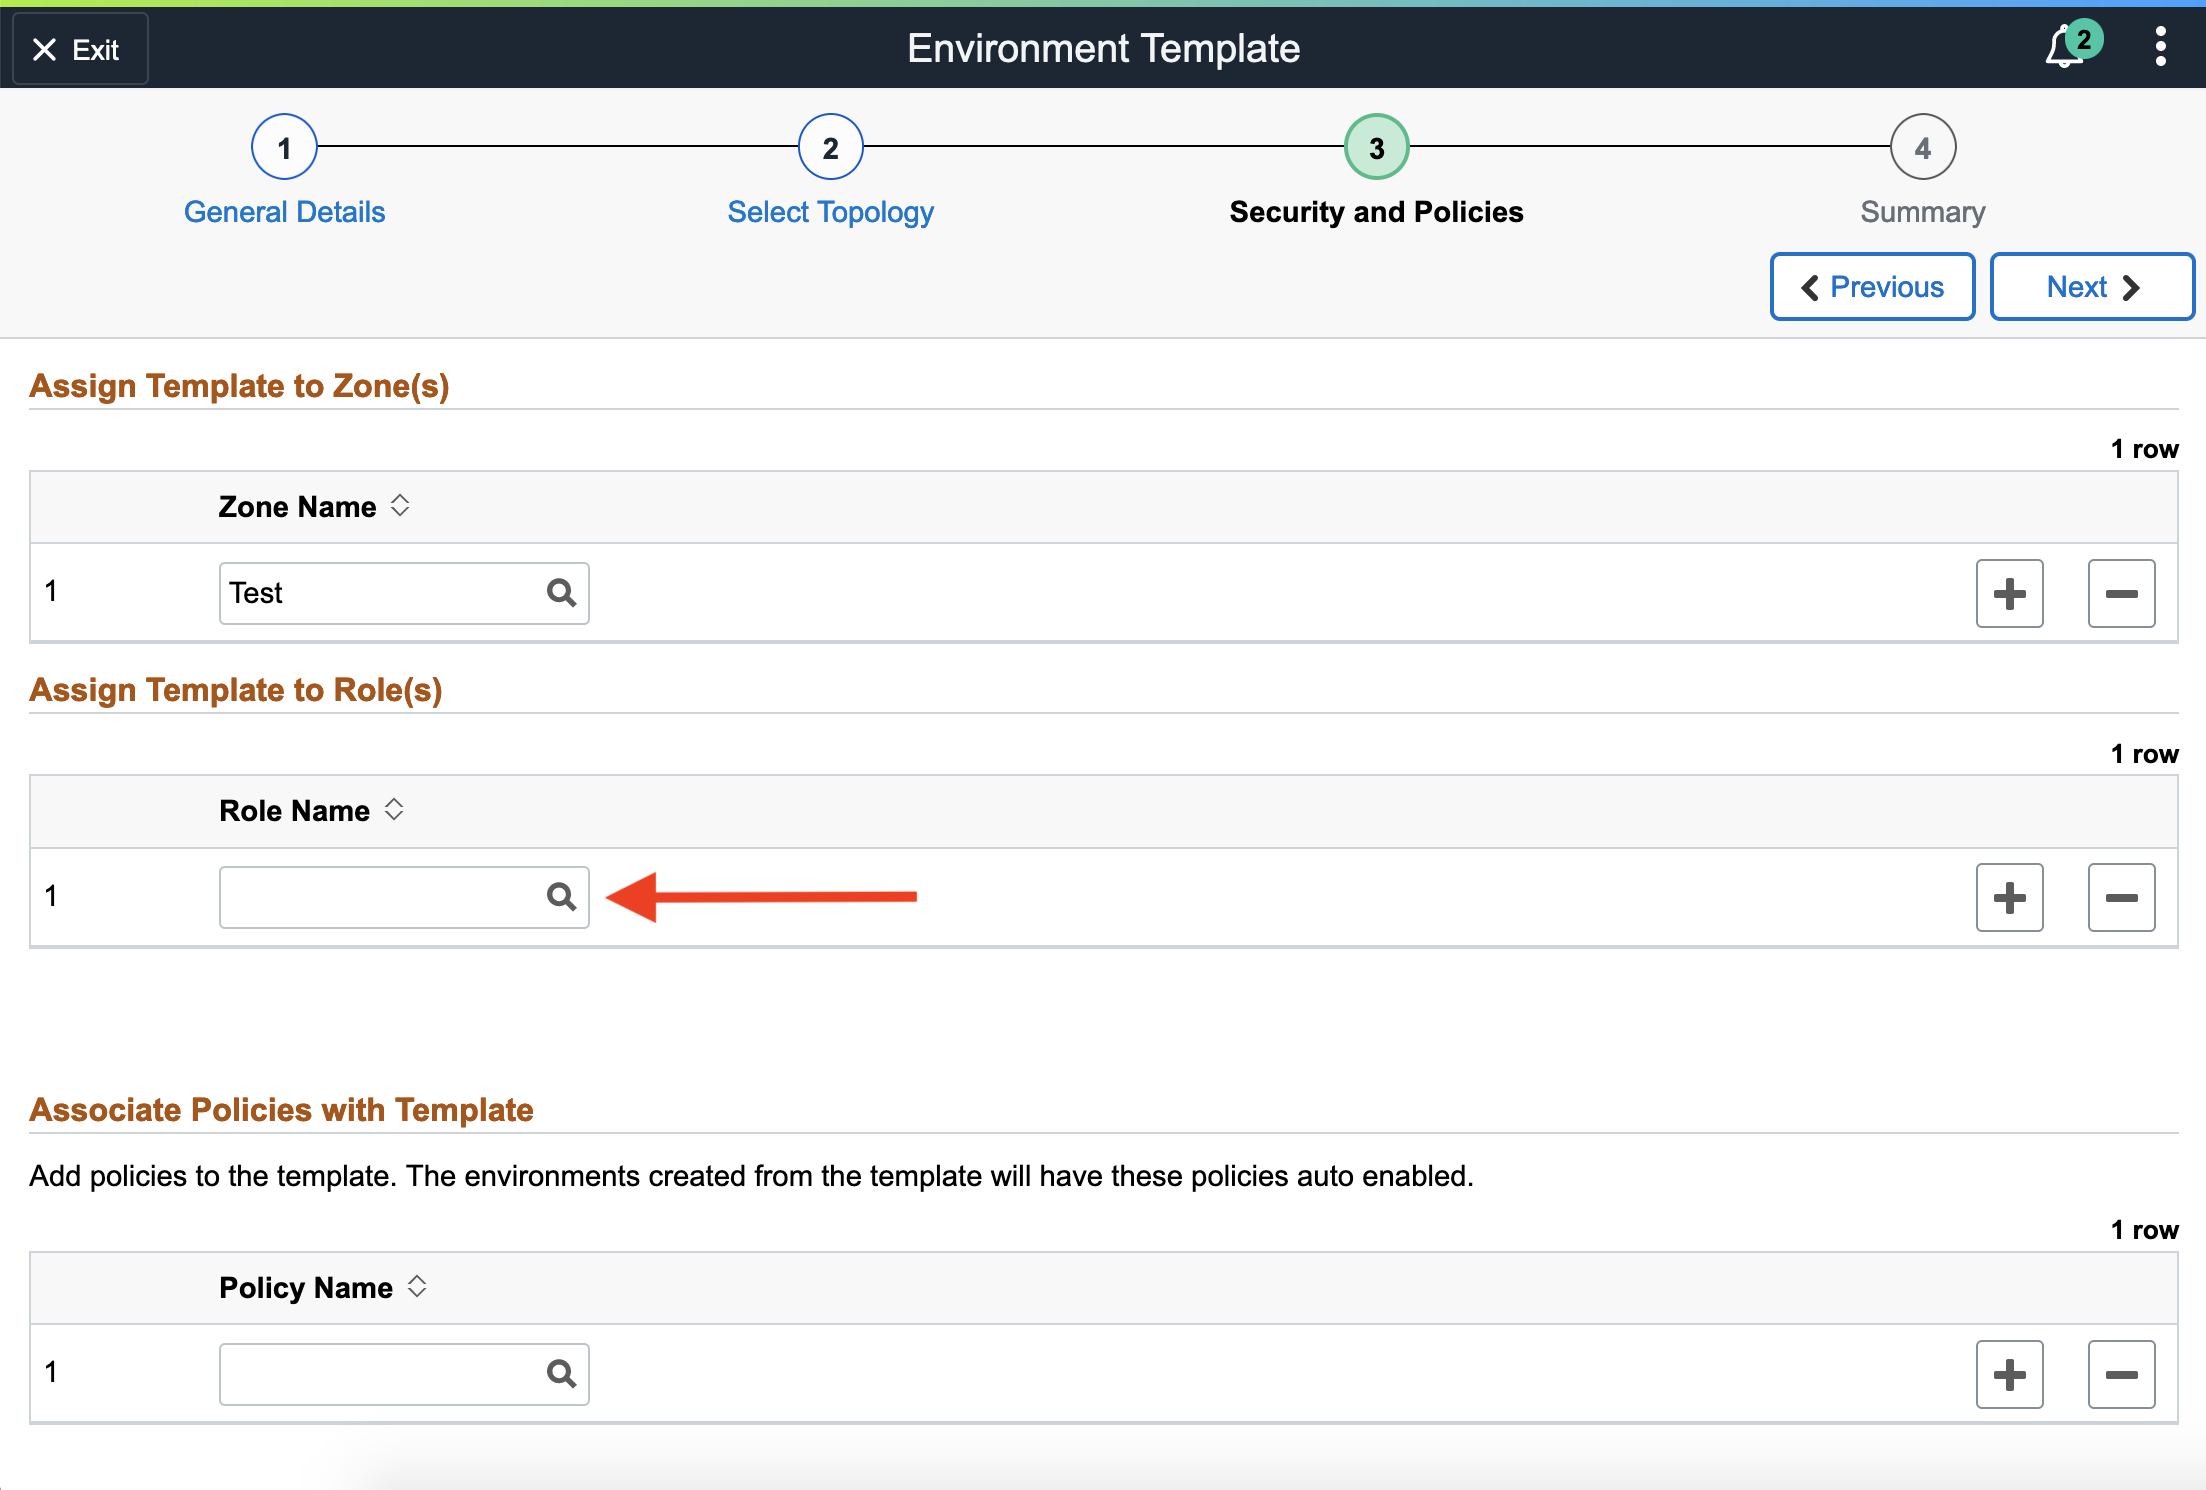 Exit
Environment Template
2
1
2
3
4
General Details
Select Topology
Security and Policies
Summary
Previous
Next
Assign Template to Zone(s)
1 row
Zone Name
1
Test
Assign Template to Role(s)
1 row
Role Name
1
Associate Policies with Template
Add policies to the template. The environments created from the template will have these policies auto enabled.
1 row
Policy Name
1